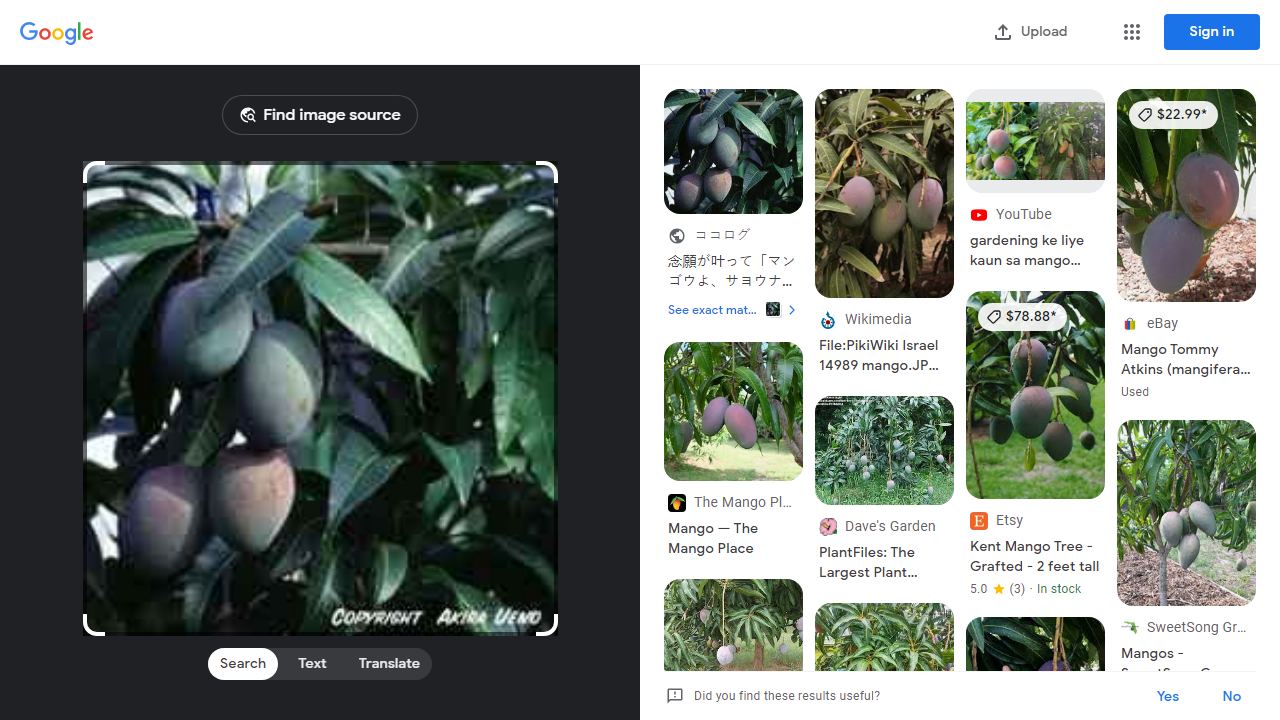 Google
Upload
Sign in
Find image source
Copyright Akira Ueno
Search
Text
Translate
ココログ
念願が叶って「マン
ゴウよ、サヨウナ...
See exact mat...
The Mango Pl...
Mango — The
Mango Place
Wikimedia
File:PikiWiki Israel
14989 mango.JP...
Dave's Garden
PlantFiles: The
Largest Plant...
YouTube
gardening ke liye
kaun sa mango...
$78.88*
Etsy
Kent Mango Tree -
Grafted - 2 feet tall
5.0 ★ (3) · In stock
$22.99*
eBay
Mango Tommy
Atkins (mangifera...
Used
SweetSong Gr...
Mangos -
Did you find these results useful?
Yes
No